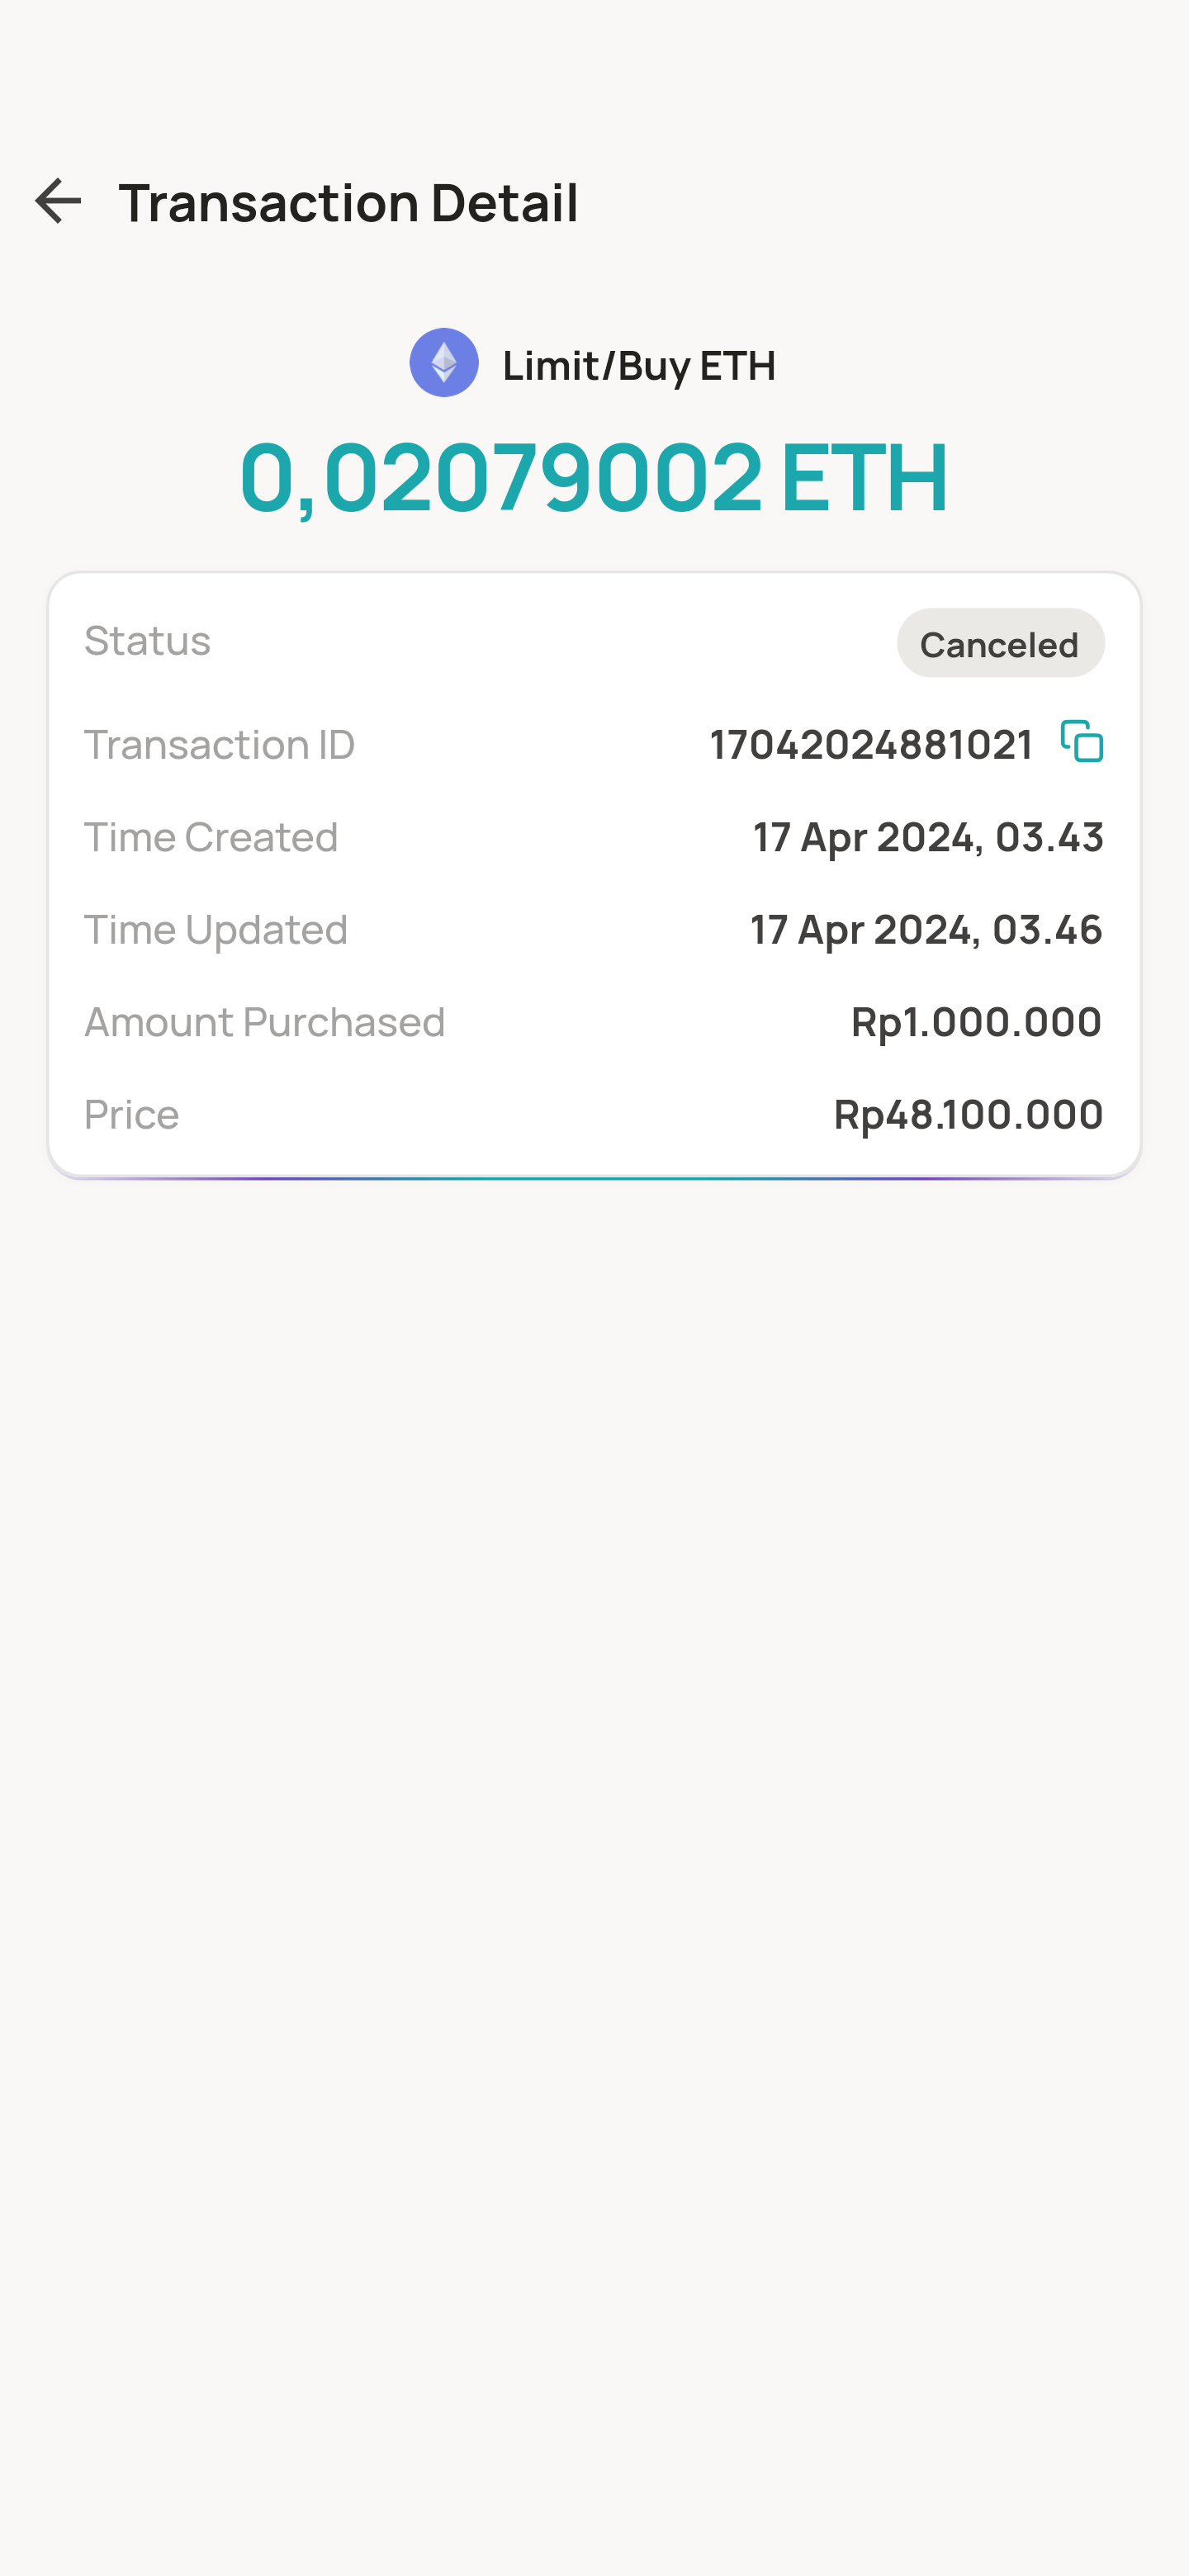 Transaction Detail
Limit/Buy ETH
0,02079002 ETH
Status Canceled
Transaction ID 17042024881021
Time Created 17 Apr 2024, 03.43
Time Updated 17 Apr 2024, 03.46
Amount Purchased Rp1.000.000
Price Rp48.100.000